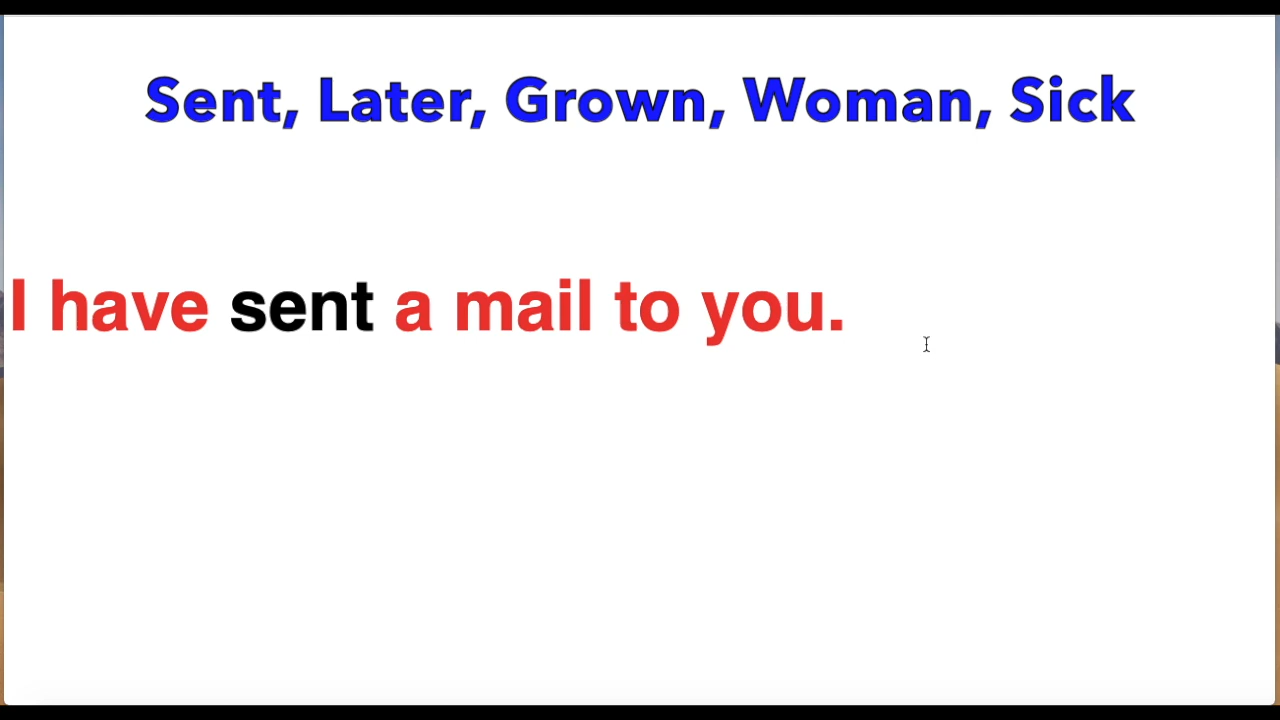 Sent, Later, Grown, Woman, Sick
I have sent a mail to you.